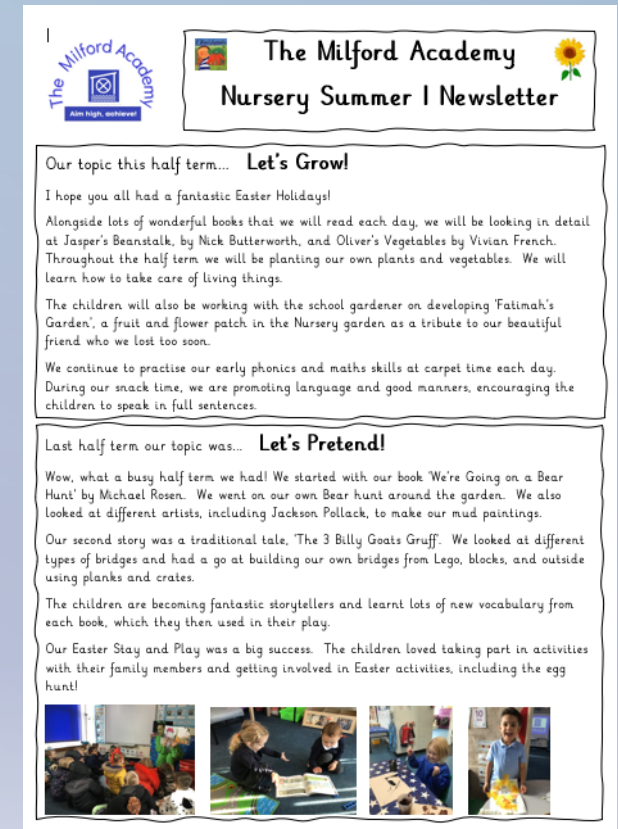 The Milford Academy
Aim high, achieve!
The Milford Academy
Nursery Summer 1 Newsletter
Our topic this half term... Let's Grow!
I hope you all had a fantastic Easter Holidays!
Alongside lots of wonderful books that we will read each day, we will be looking in detail
at Jasper's Beanstalk, by Nick Butterworth, and Oliver's Vegetables by Vivian French.
Throughout the half term we will be planting our own plants and vegetables. We will
learn how to take care of living things.
The children will also be working with the school gardener on developing 'Fatimah's
Garden', a fruit and flower patch in the Nursery garden as a tribute to our beautiful
friend who we lost too soon.
We continue to practise our early phonics and maths skills at carpet time each day.
During our snack time, we are promoting language and good manners, encouraging the
children to speak in full sentences.
Last half term our topic was... Let's Pretend!
Wow, what a busy half term we had! We started with our book 'We're Going on a Bear
Hunt' by Michael Rosen. We went on our own Bear hunt around the garden. We also
looked at different artists, including Jackson Pollack, to make our mud paintings.
Our second story was a traditional tale, 'The 3 Billy Goats Gruff'. We looked at different
types of bridges and had a go at building our own bridges from Lego, blocks, and outside
using planks and crates.
The children are becoming fantastic storytellers and learnt lots of new vocabulary from
each book, which they then used in their play.
Our Easter Stay and Play was a big success. The children loved taking part in activities
with their family members and getting involved in Easter activities, including the egg
hunt!
10